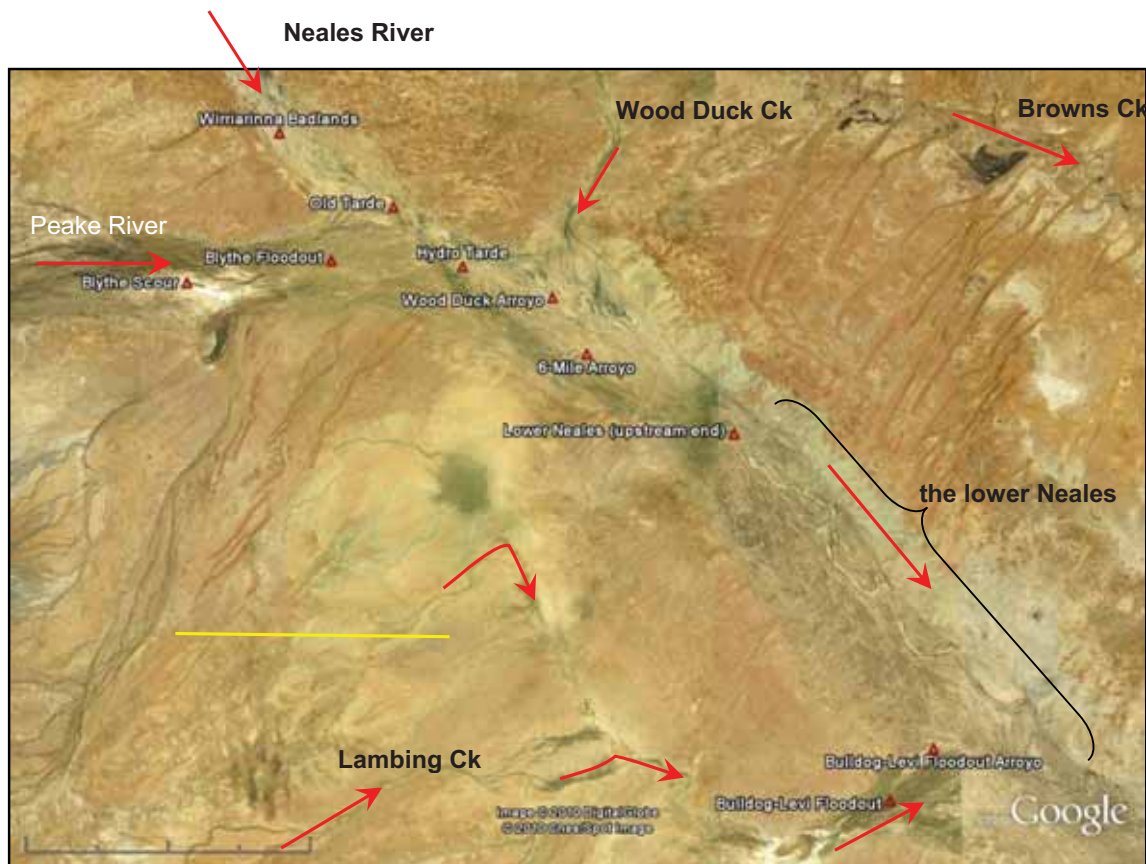 Neales River
Wood Duck Ck
Browns Ck
Wirriarrinna Badlands
Old Tarde
Peake River
Blythe Floodout
Hydro Tarde
Blythe Scour
Wood Duck Arroyo
6-Mile Arroyo
Lower Neales (upstream end)
the lower Neales
Lambing Ck
Bulldog-Levi Floodout Arroyo
Bulldog-Levi Floodout
Image © 2010 DigitalGlobe
© 2010 Cnes/Spot Image
Google